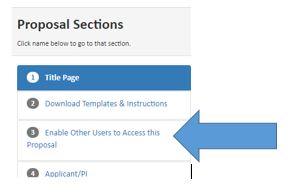 Proposal Sections
Click name below to go to that section.
1 Title Page
2 Download Templates & Instructions
3 Enable Other Users to Access this
Proposal
4 Applicant/PI